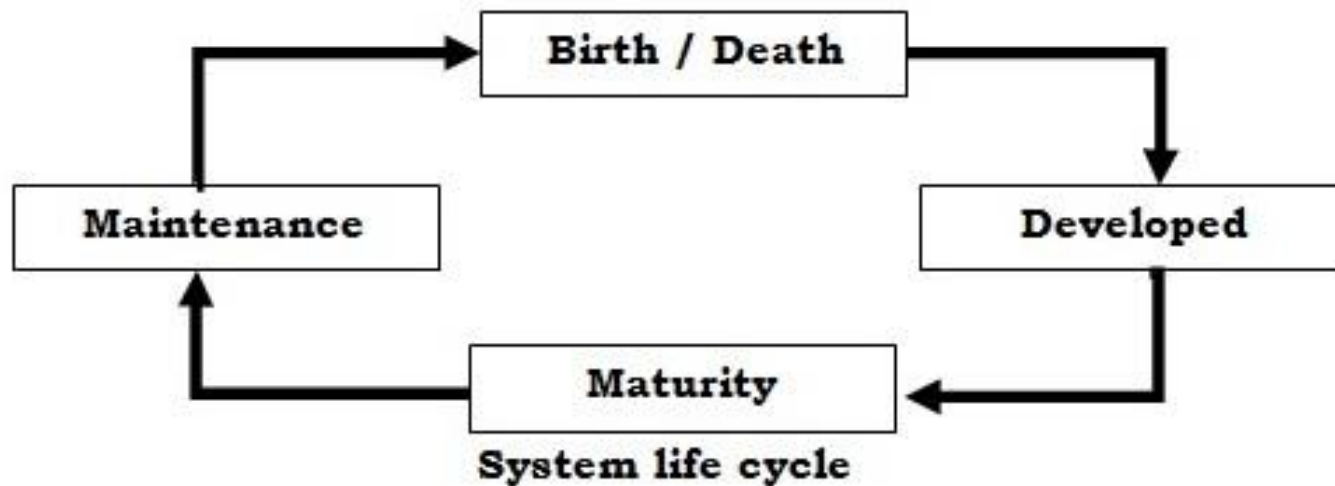 Birth / Death
Maintenance
Developed
Maturity
System life cycle